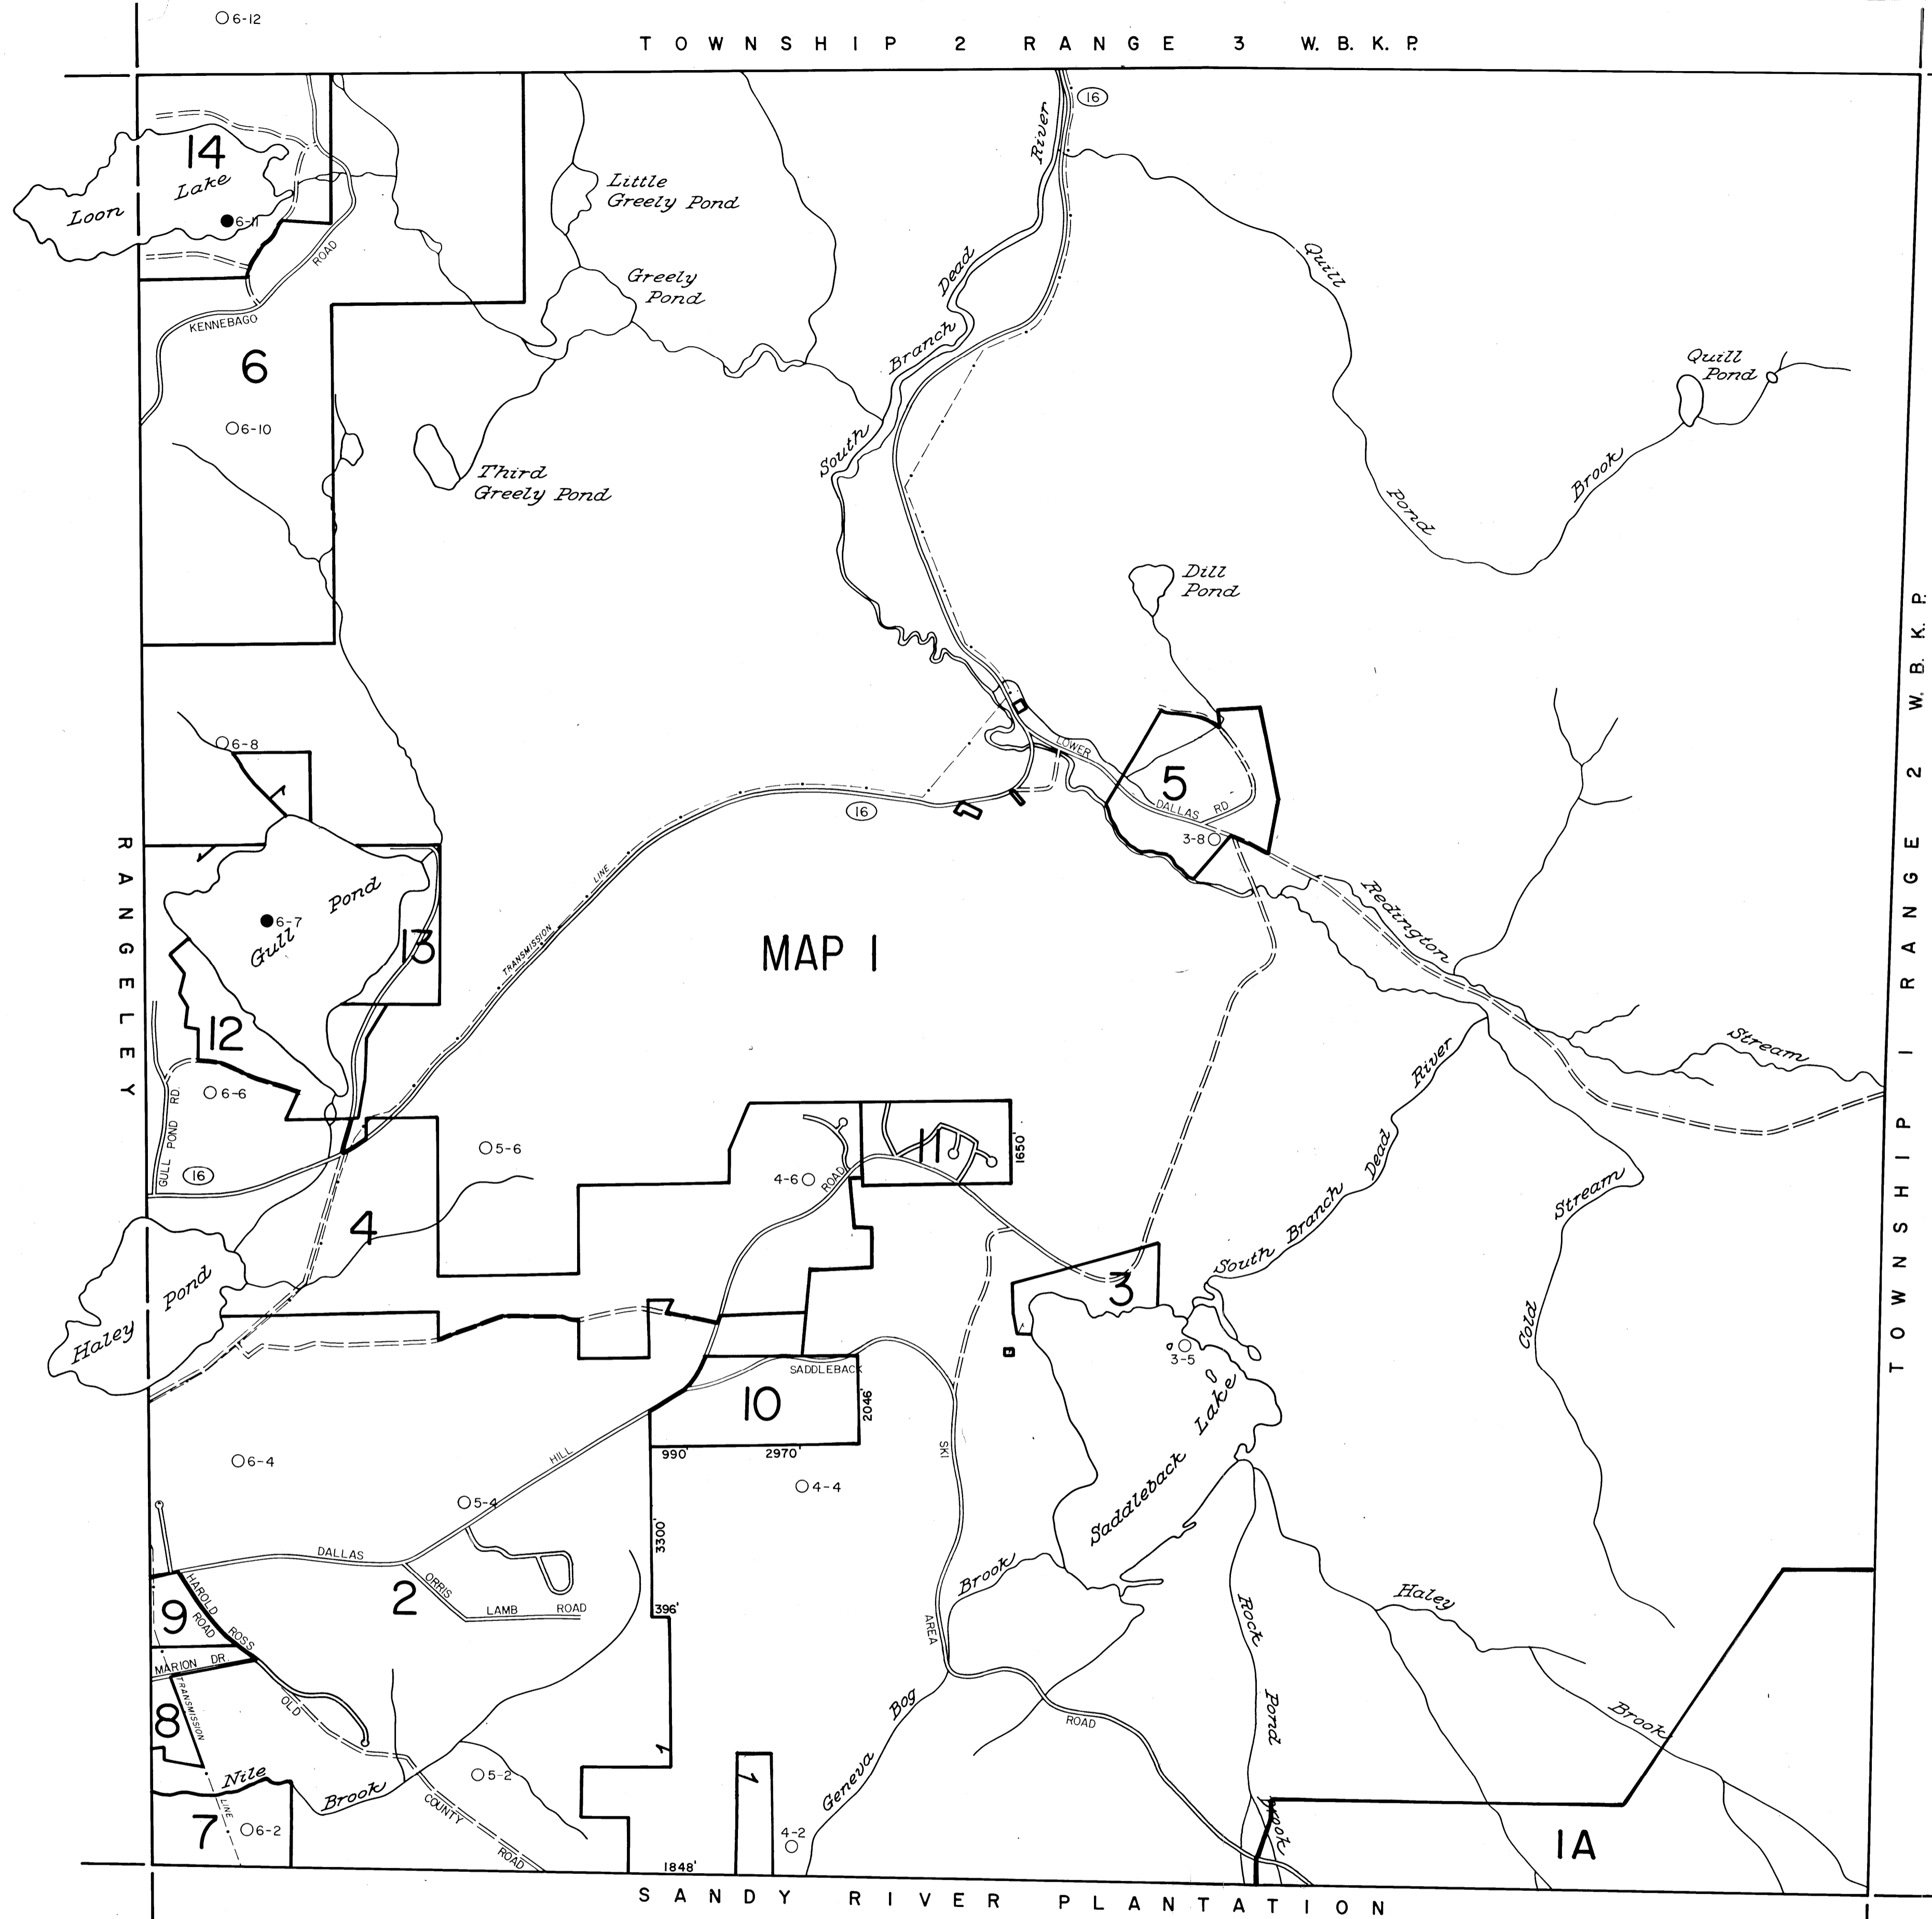 6-12
TOWNSHIP 2 RANGE 3 W. B. K. P.
16
River
14
Loon
Lake
6-11
ROAD
KENNEBAGO
6
6-10
Little
Greely Pond
Greely
Pond
Third
Greely Pond
Dead
Branch
South
Quill
Pond
Brook
Quill
Pond
Dill
Pond
TOWNSHIP 1 RANGE 2 W. B. K. P.
RANGELEY
6-8
LOWER
5
DALLAS RD
3-8
16
LINE
TRANSMISSION
Pond
6-7
Gull
13
12
MAP 1
Redington
Stream
6-6
GULL POND RD.
16
5-6
4
4-6
ROAD
11
1650'
3
River
Dead
Branch
South
Stream
Cold
Pond
Haley
3-5
Saddleback Lake
SADDLEBACK
10
2046'
990'
2970'
SKI
6-4
HILL
5-4
4-4
3300'
DALLAS
ORRIS
LAMB ROAD
2
396'
Brook
AREA
HAROLD
ROAD
ROSS
9
MARION DR.
TRANSMISSION
8
OLD
Rock
Pond
Brook
Haley
Brook
Bog
Geneva
ROAD
Nile
Brook
5-2
COUNTY
ROAD
LINE
7
6-2
4-2
1848'
1A
SANDY RIVER PLANTATION